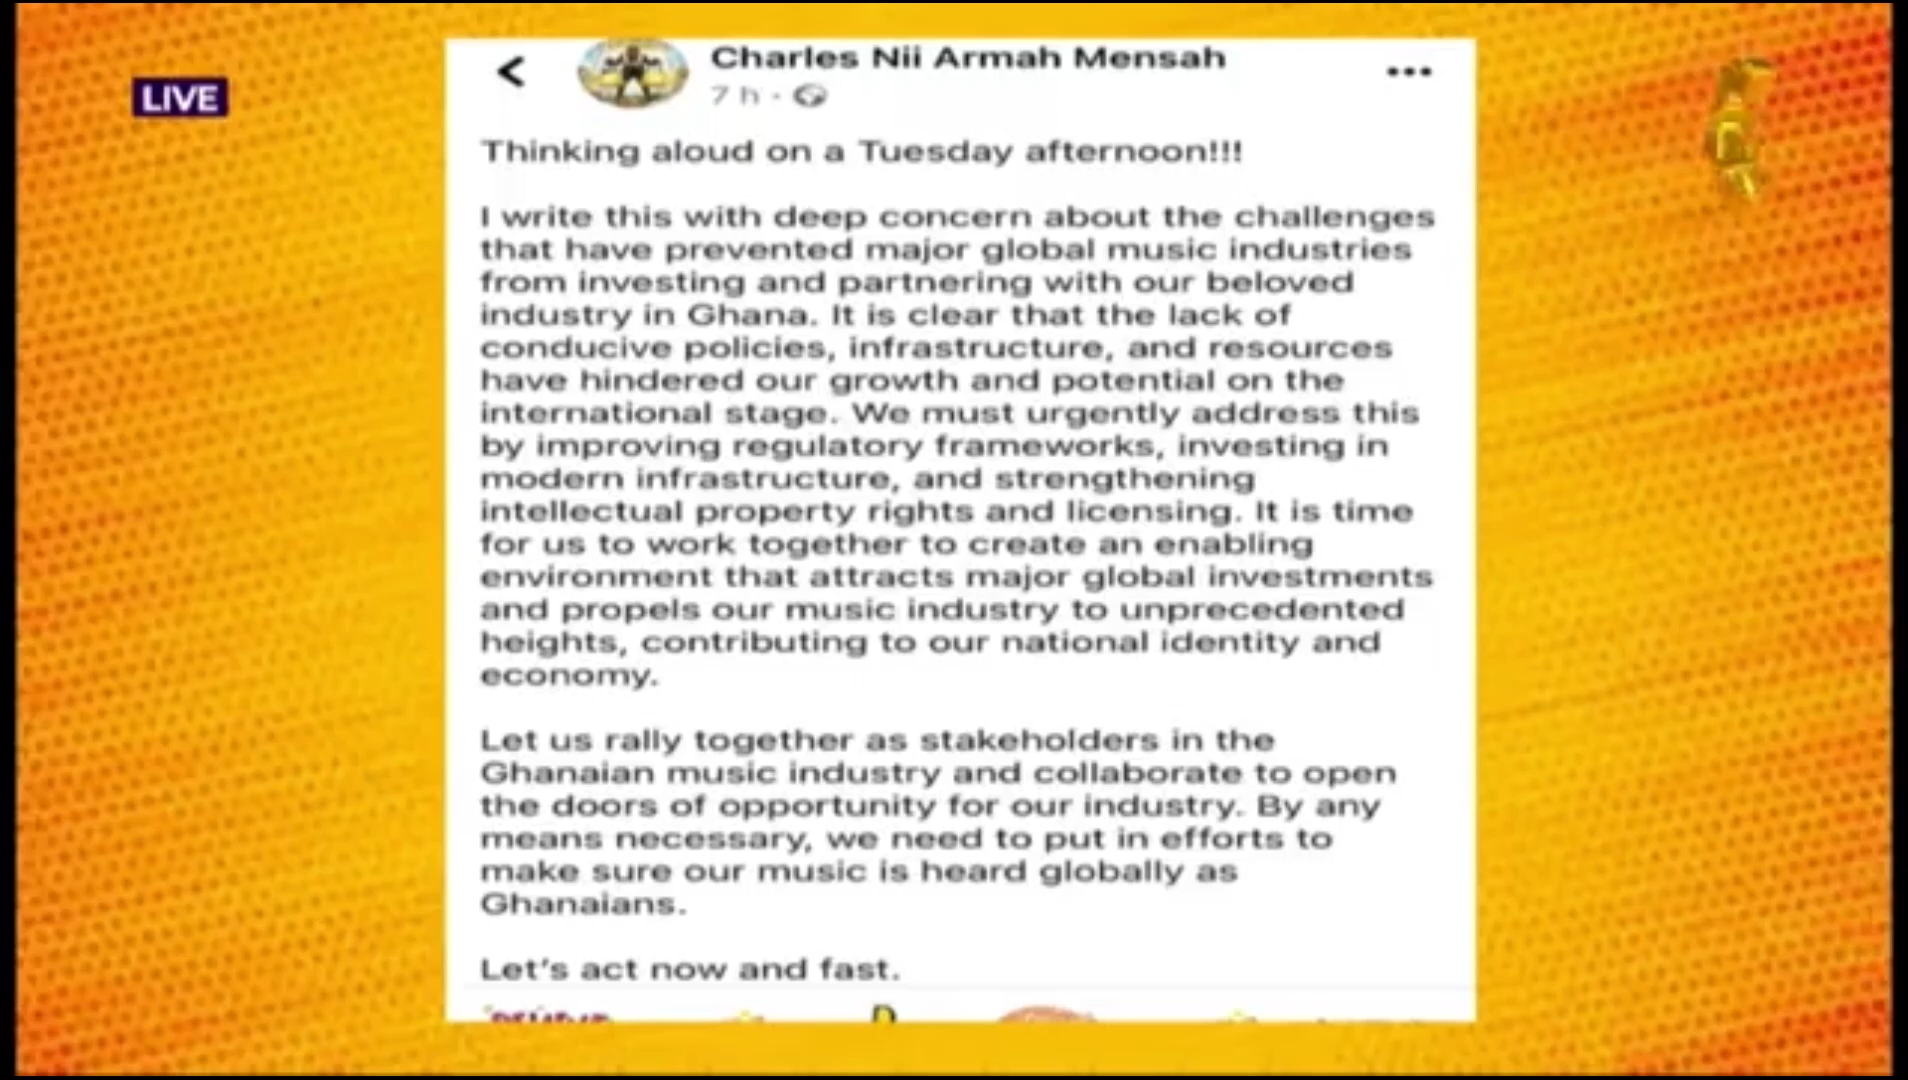 LIVE
Charles Nii Armah Mensah
7 h
Thinking aloud on a Tuesday afternoon!!!
I write this with deep concern about the challenges
that have prevented major global music industries
from investing and partnering with our beloved
industry in Ghana. It is clear that the lack of
conducive policies, infrastructure, and resources
have hindered our growth and potential on the
international stage. We must urgently address this
by improving regulatory frameworks, investing in
modern infrastructure, and strengthening
intellectual property rights and licensing. It is time
for us to work together to create an enabling
environment that attracts major global investments
and propels our music industry to unprecedented
heights, contributing to our national identity and
economy.
Let us rally together as stakeholders in the
Ghanaian music industry and collaborate to open
the doors of opportunity for our industry. By any
means necessary, we need to put in efforts to
make sure our music is heard globally as
Ghanaians.
Let's act now and fast.